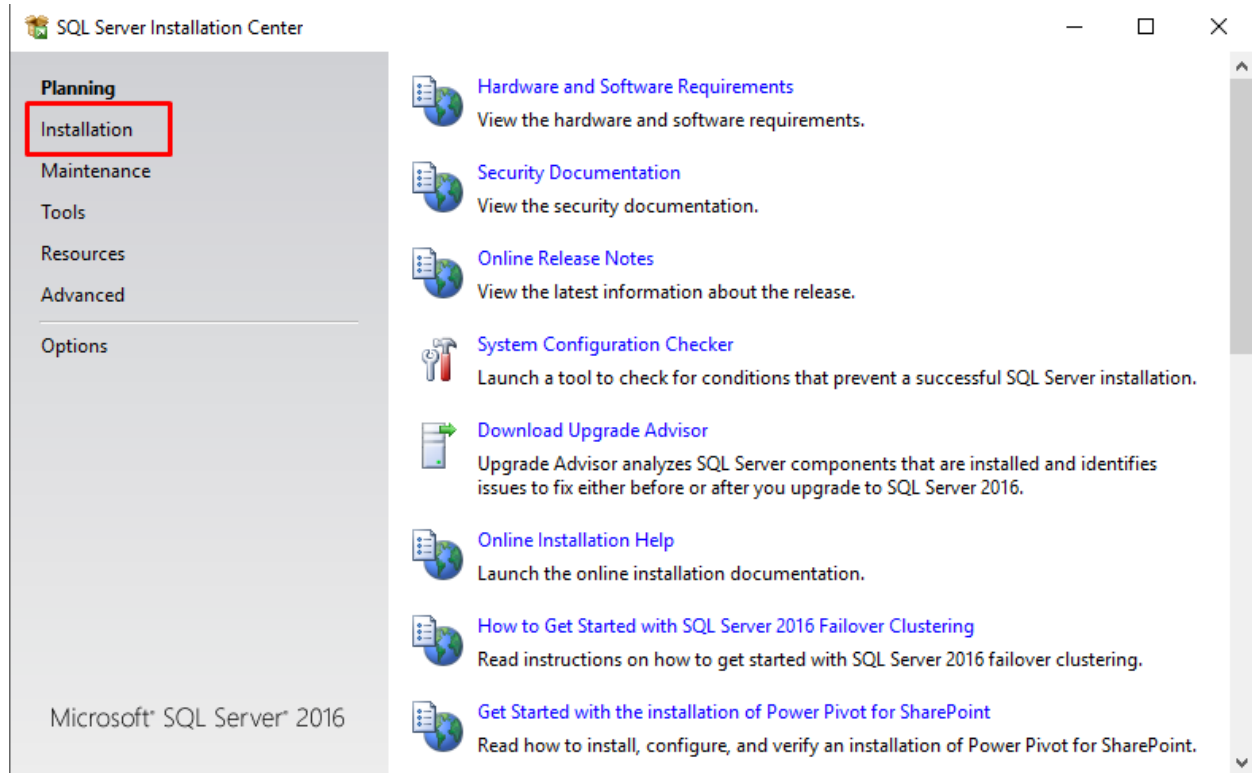 SQL Server Installation Center
Planning
Installation
Maintenance
Tools
Resources
Advanced
Options
Microsoft® SQL Server® 2016
Hardware and Software Requirements
View the hardware and software requirements.
Security Documentation
View the security documentation.
Online Release Notes
View the latest information about the release.
System Configuration Checker
Launch a tool to check for conditions that prevent a successful SQL Server installation.
Download Upgrade Advisor
Upgrade Advisor analyzes SQL Server components that are installed and identifies
issues to fix either before or after you upgrade to SQL Server 2016.
Online Installation Help
Launch the online installation documentation.
How to Get Started with SQL Server 2016 Failover Clustering
Read instructions on how to get started with SQL Server 2016 failover clustering.
Get Started with the installation of Power Pivot for SharePoint
Read how to install, configure, and verify an installation of Power Pivot for SharePoint.